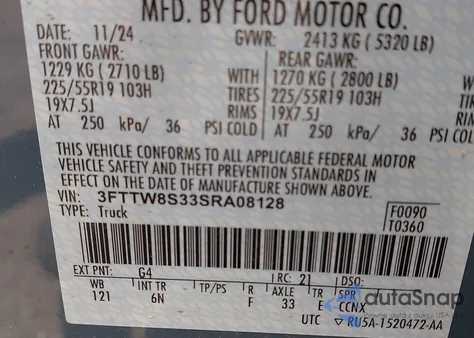 MFD. BY FORD MOTOR CO.
DATE: 11/24 GVWR: 2413 KG ( 5320 LB)
FRONT GAWR: REAR GAWR:
1229 KG ( 2710 LB) WITH 1270 KG ( 2800 LB)
225/55R19 103H TIRES 225/55R19 103H
19X7.5J RIMS 19X7.5J
AT 250 kPa/ 36 PSI COLD AT 250 kPa/ 36 PSI COL
THIS VEHICLE CONFORMS TO ALL APPLICABLE FEDERAL MOTOR
VEHICLE SAFETY AND THEFT PREVENTION STANDARDS IN
EFFECT ON THE DATE OF MANUFACTURE SHOWN ABOVE.
VIN: 3FTTW8S33SRA08128 F0090
TYPE: Truck T0360
EXT PNT: G4 RC: 21 DSO:
WB INT TR TP/PS R AXLE TR SPR
121 6N F 33 E CCNX
UTC ▽ RU5A-1520472-AA
autaSnap